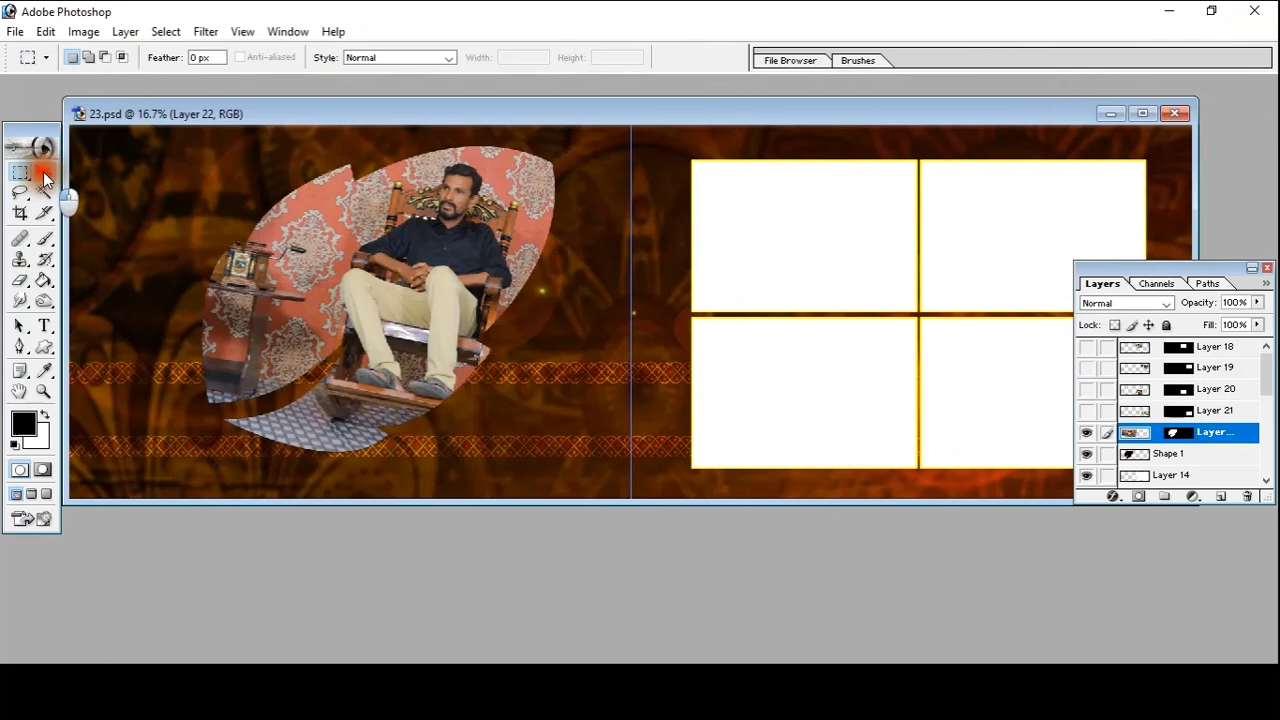 Adobe Photoshop
File Edit Image Layer Select Filter View Window Help
Feather: 0 px Anti-aliased Style: Normal Width: Height: File Browser Brushes
23.psd @ 16.7% (Layer 22, RGB)
Layers Channels Paths
Normal Opacity: 100%
Lock: Fill: 100%
Layer 18
Layer 19
Layer 20
Layer 21
Layer...
Shape 1
Layer 14